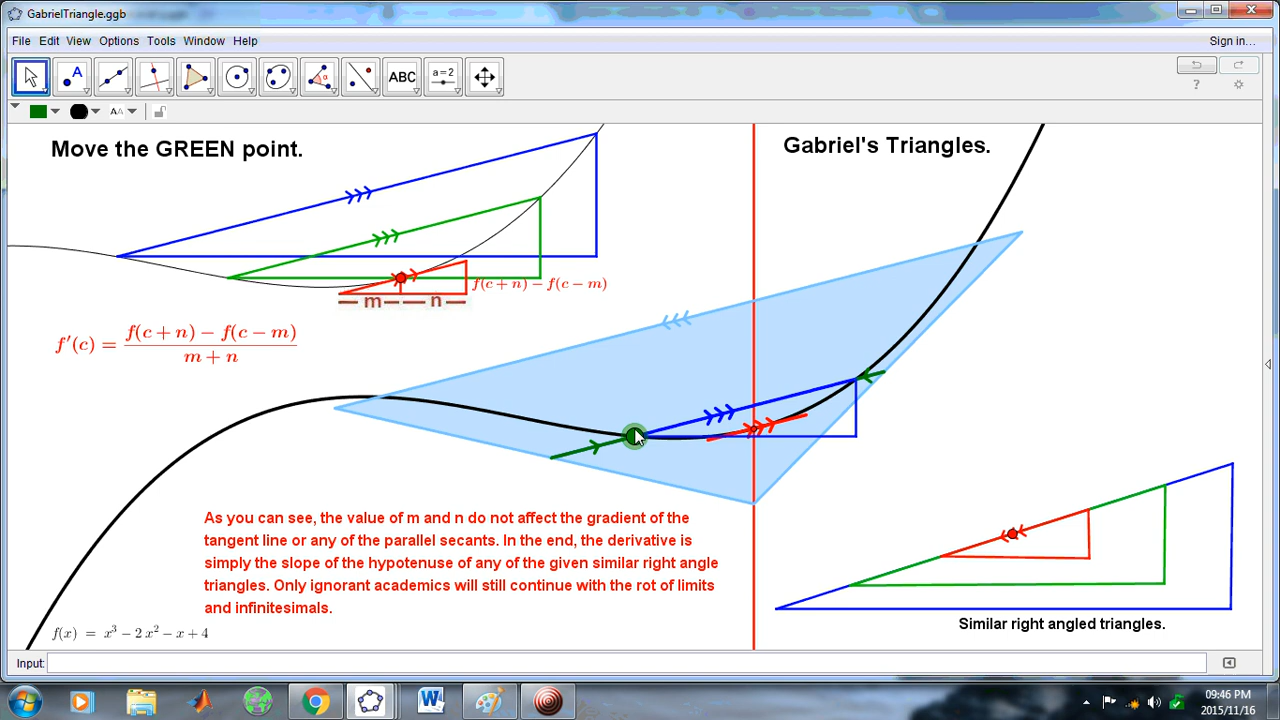 GabrielTriangle.ggb
File Edit View Options Tools Window Help
Sign in...
A
ABC
a=2
AA
?
Move the GREEN point.
Gabriel's Triangles.
f(c+n)−f(c−m)
m n
f′(c) = f(c+n)−f(c−m)
m+n
As you can see, the value of m and n do not affect the gradient of the
tangent line or any of the parallel secants. In the end, the derivative is
simply the slope of the hypotenuse of any of the given similar right angle
triangles. Only ignorant academics will still continue with the rot of limits
and infinitesimals.
f(x) = x³ − 2 x² − x + 4
Similar right angled triangles.
Input:
09:46 PM
2015/11/16